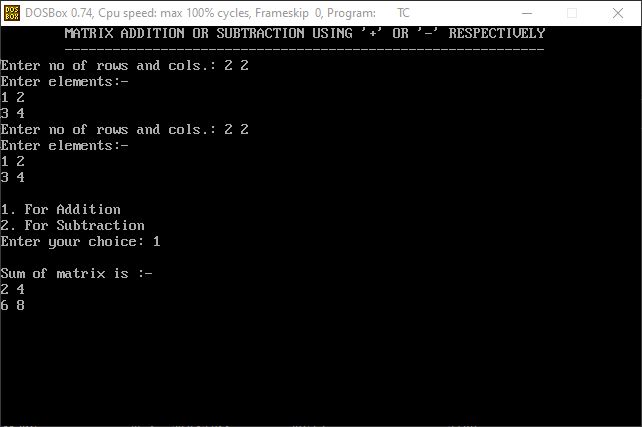 DOSBox 0.74, Cpu speed: max 100% cycles, Frameskip 0, Program: TC
MATRIX ADDITION OR SUBTRACTION USING '+' OR '-' RESPECTIVELY
------------------------------------------------------------
Enter no of rows and cols.: 2 2
Enter elements:-
1 2
3 4
Enter no of rows and cols.: 2 2
Enter elements:-
1 2
3 4
1. For Addition
2. For Subtraction
Enter your choice: 1
Sum of matrix is :-
2 4
6 8